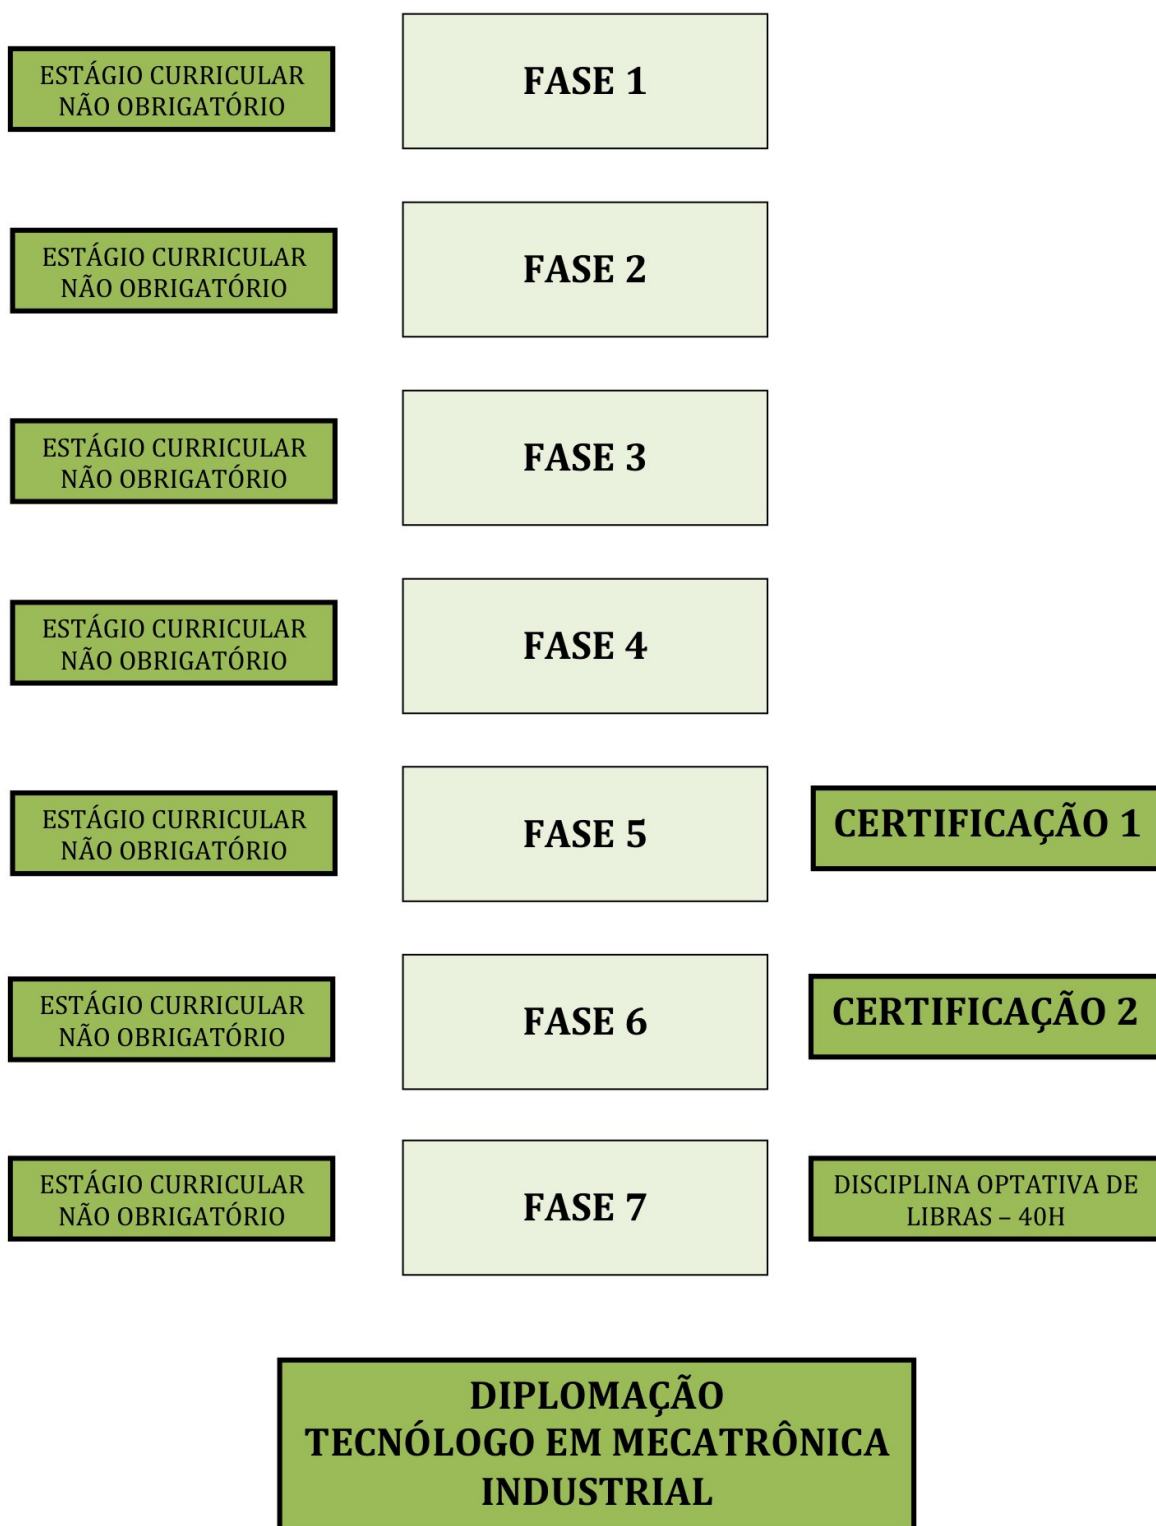 ESTÁGIO CURRICULAR
NÃO OBRIGATÓRIO
FASE 1
ESTÁGIO CURRICULAR
NÃO OBRIGATÓRIO
FASE 2
ESTÁGIO CURRICULAR
NÃO OBRIGATÓRIO
FASE 3
ESTÁGIO CURRICULAR
NÃO OBRIGATÓRIO
FASE 4
ESTÁGIO CURRICULAR
NÃO OBRIGATÓRIO
FASE 5
CERTIFICAÇÃO 1
ESTÁGIO CURRICULAR
NÃO OBRIGATÓRIO
FASE 6
CERTIFICAÇÃO 2
ESTÁGIO CURRICULAR
NÃO OBRIGATÓRIO
FASE 7
DISCIPLINA OPTATIVA DE
LIBRAS – 40H
DIPLOMAÇÃO
TECNÓLOGO EM MECATRÔNICA
INDUSTRIAL